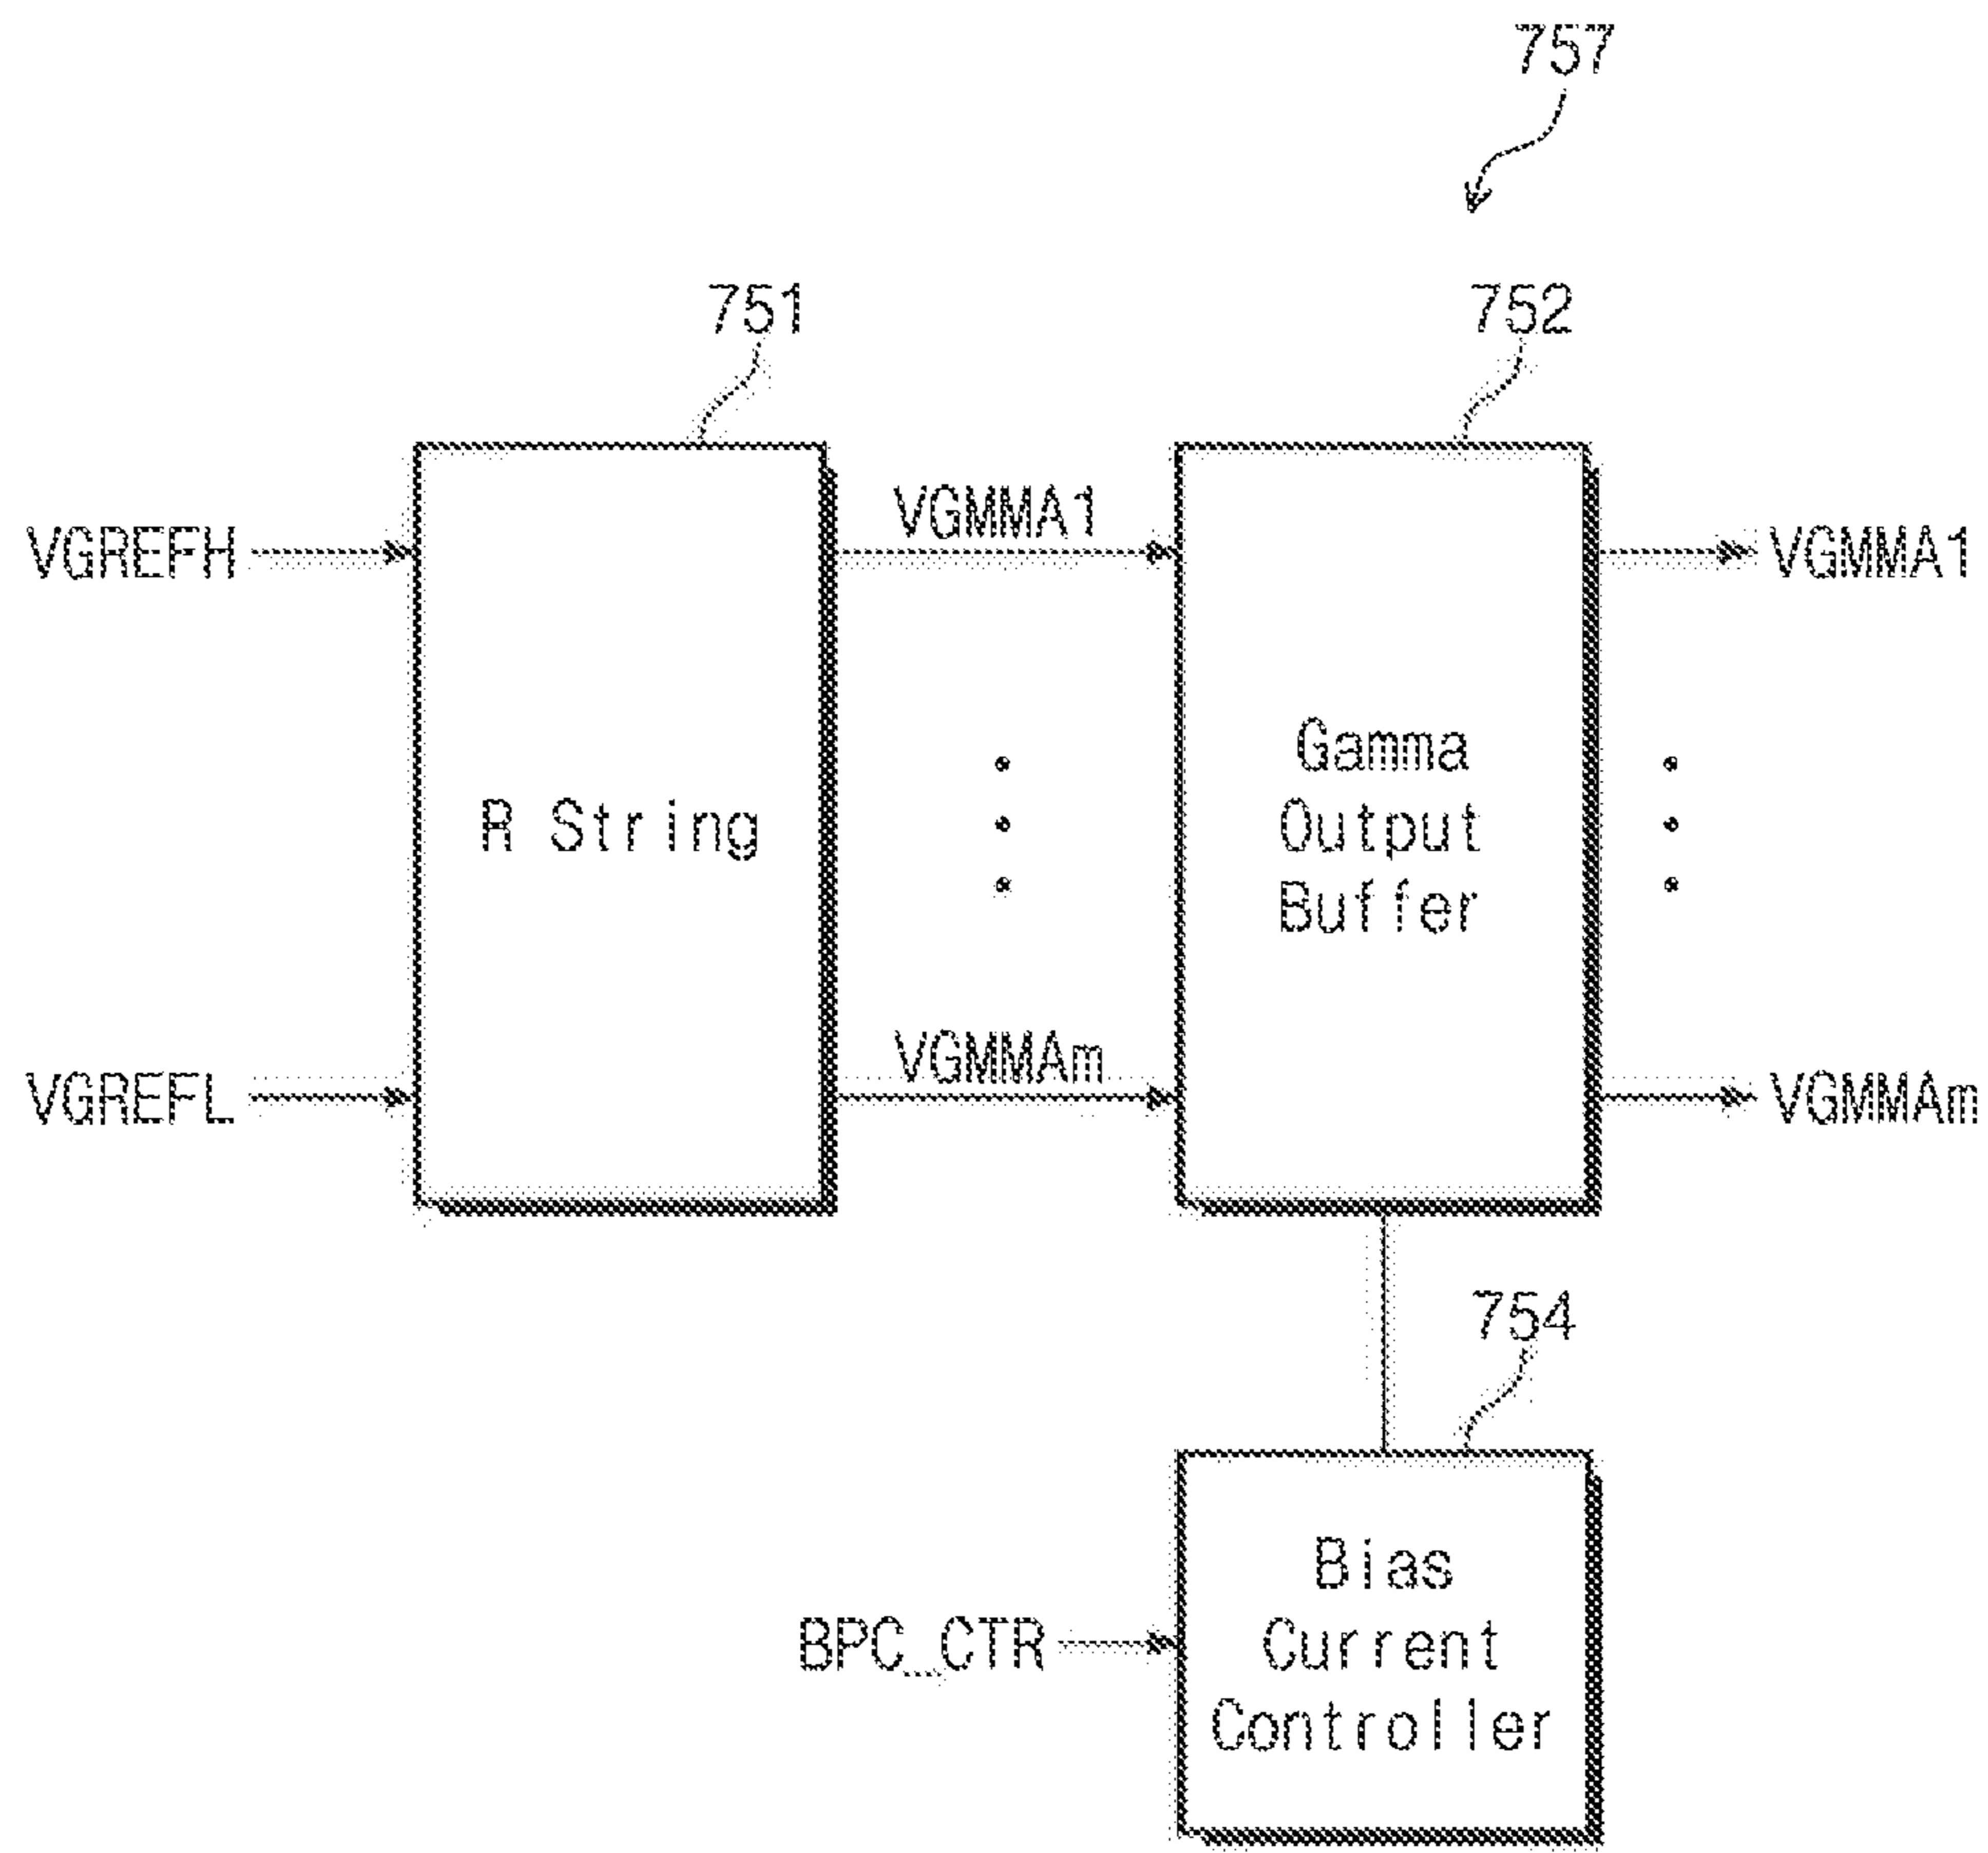 757
751
752
VGREFH
VGMMA1
VGMMA1
R String
Gamma
Output
Buffer
VGREFL
VGMMAm
VGMMAm
754
BPC_CTR
Bias
Current
Controller